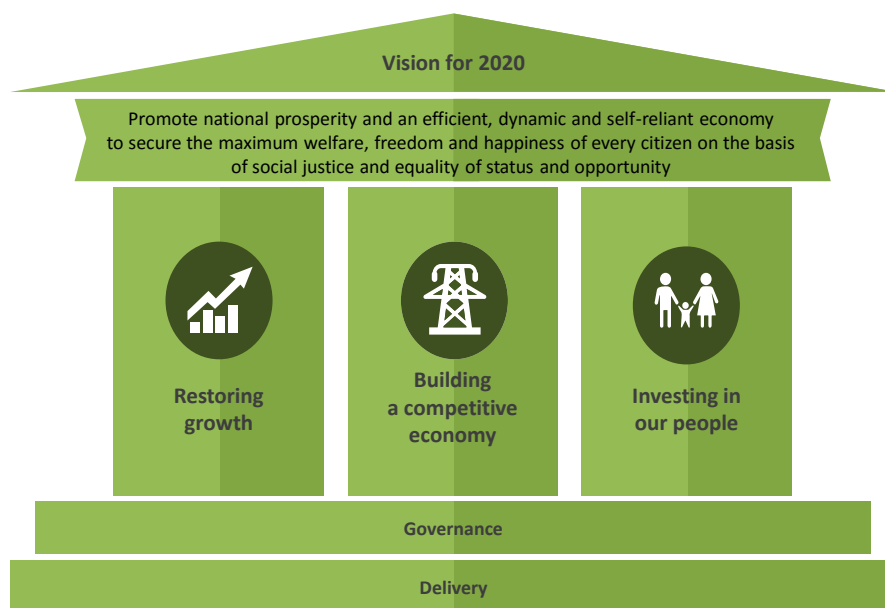 Vision for 2020
Promote national prosperity and an efficient, dynamic and self-reliant economy
to secure the maximum welfare, freedom and happiness of every citizen on the basis
of social justice and equality of status and opportunity
Restoring
growth
Building
a competitive
economy
Investing in
our people
Governance
Delivery